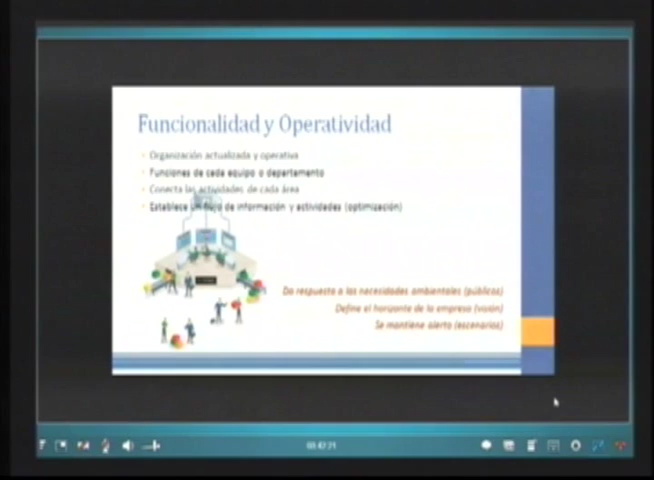 Funcionalidad y Operatividad
Organización actualizada y operativa
Funciones de cada equipo o departamento
Conecta las actividades de cada área
Establece un flujo de información y actividades (optimización)
Da respuesta a las necesidades ambientales (públicos)
Define el horizonte de la empresa (visión)
Se mantiene alerta (escenarios)